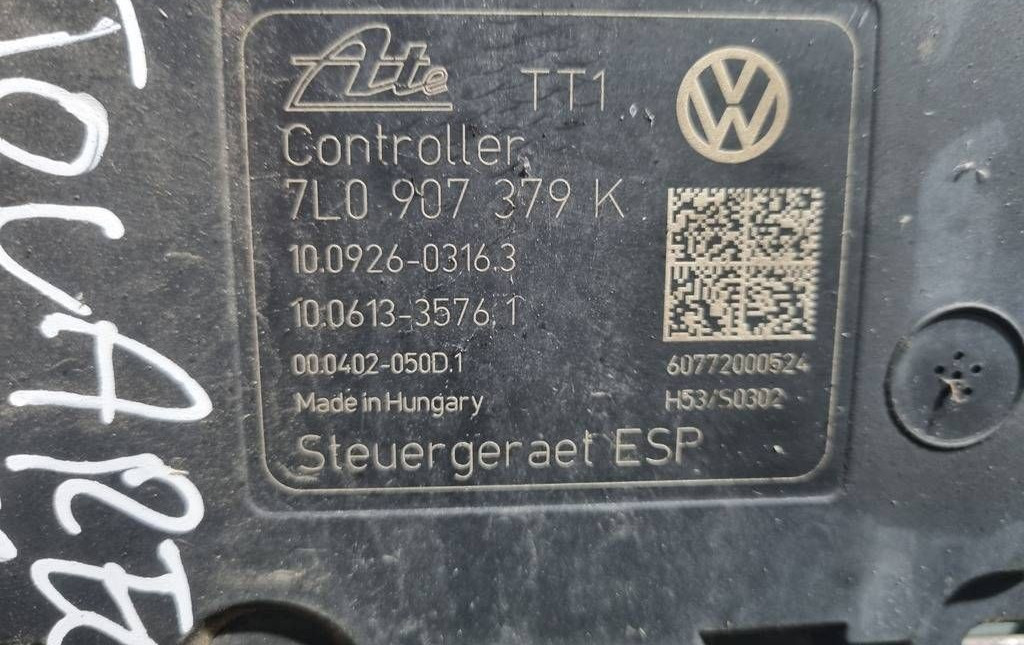 Ate TT1
Controller
7L0 907 379 K
10.0926-0316.3
10.0613-3576.1
00.0402-050D.1
60772000524
Made in Hungary
H53/S0302
Steuergeraet ESP
TOUARE